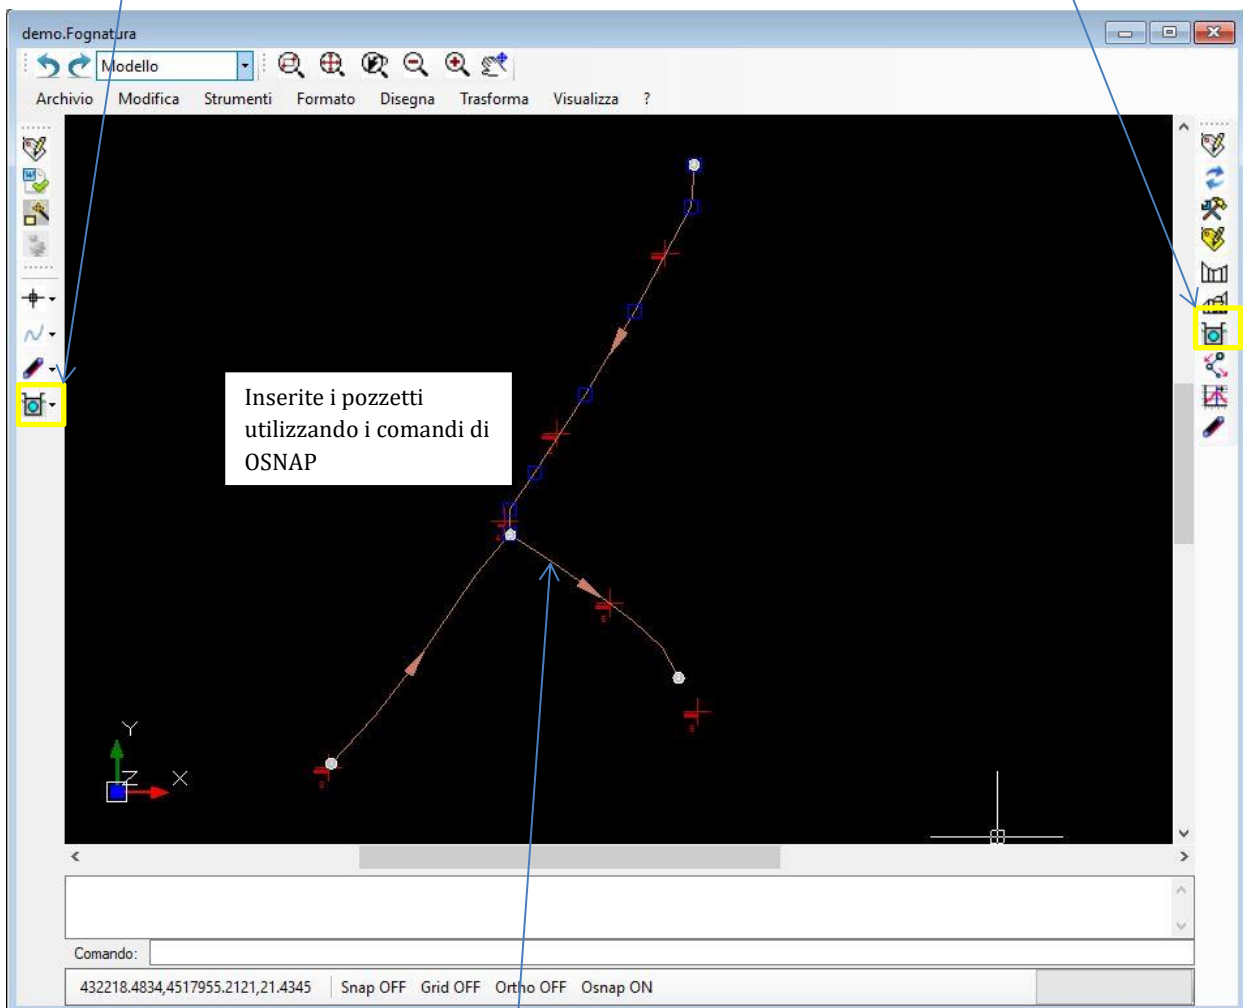 demo.Fognatura
Modello
Archivio Modifica Strumenti Formato Disegna Trasforma Visualizza ?
Inserite i pozzetti
utilizzando i comandi di
OSNAP
Y
Z X
Comando:
432218.4834,4517955.2121,21.4345 Snap OFF Grid OFF Ortho OFF Osnap ON